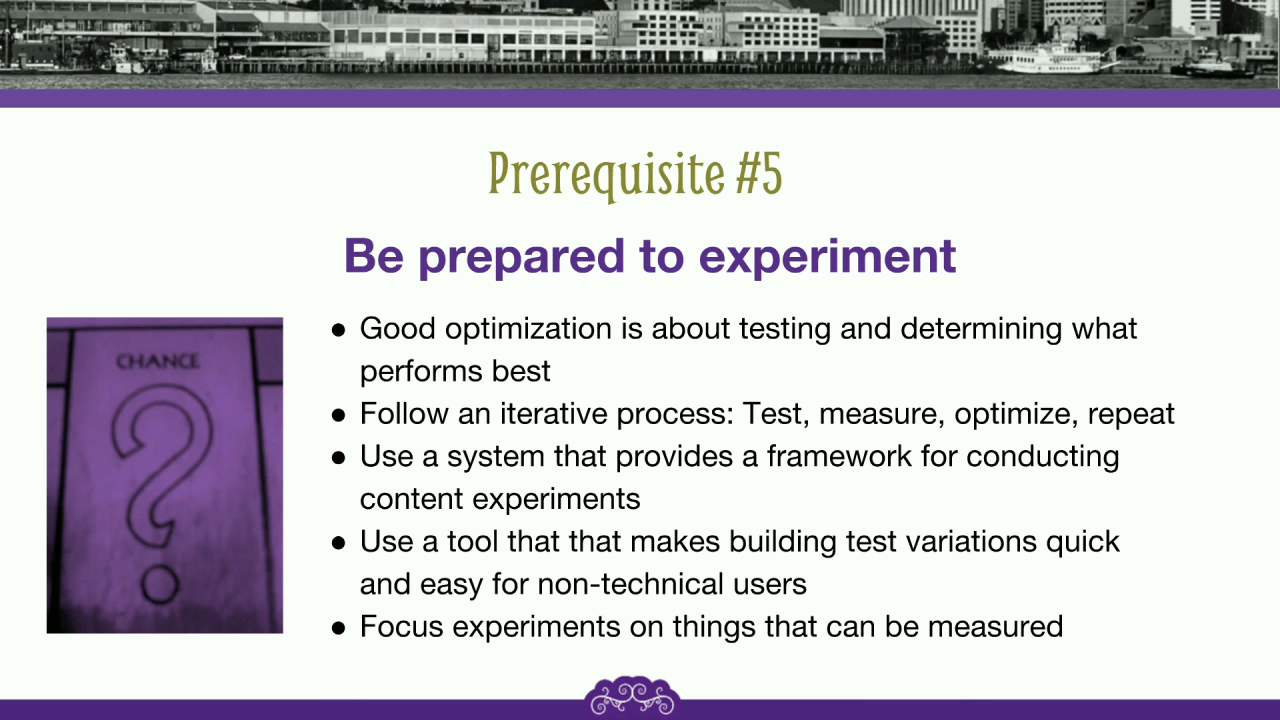 Prerequisite #5
Be prepared to experiment
CHANCE
?
● Good optimization is about testing and determining what
performs best
● Follow an iterative process: Test, measure, optimize, repeat
● Use a system that provides a framework for conducting
content experiments
● Use a tool that that makes building test variations quick
and easy for non-technical users
● Focus experiments on things that can be measured